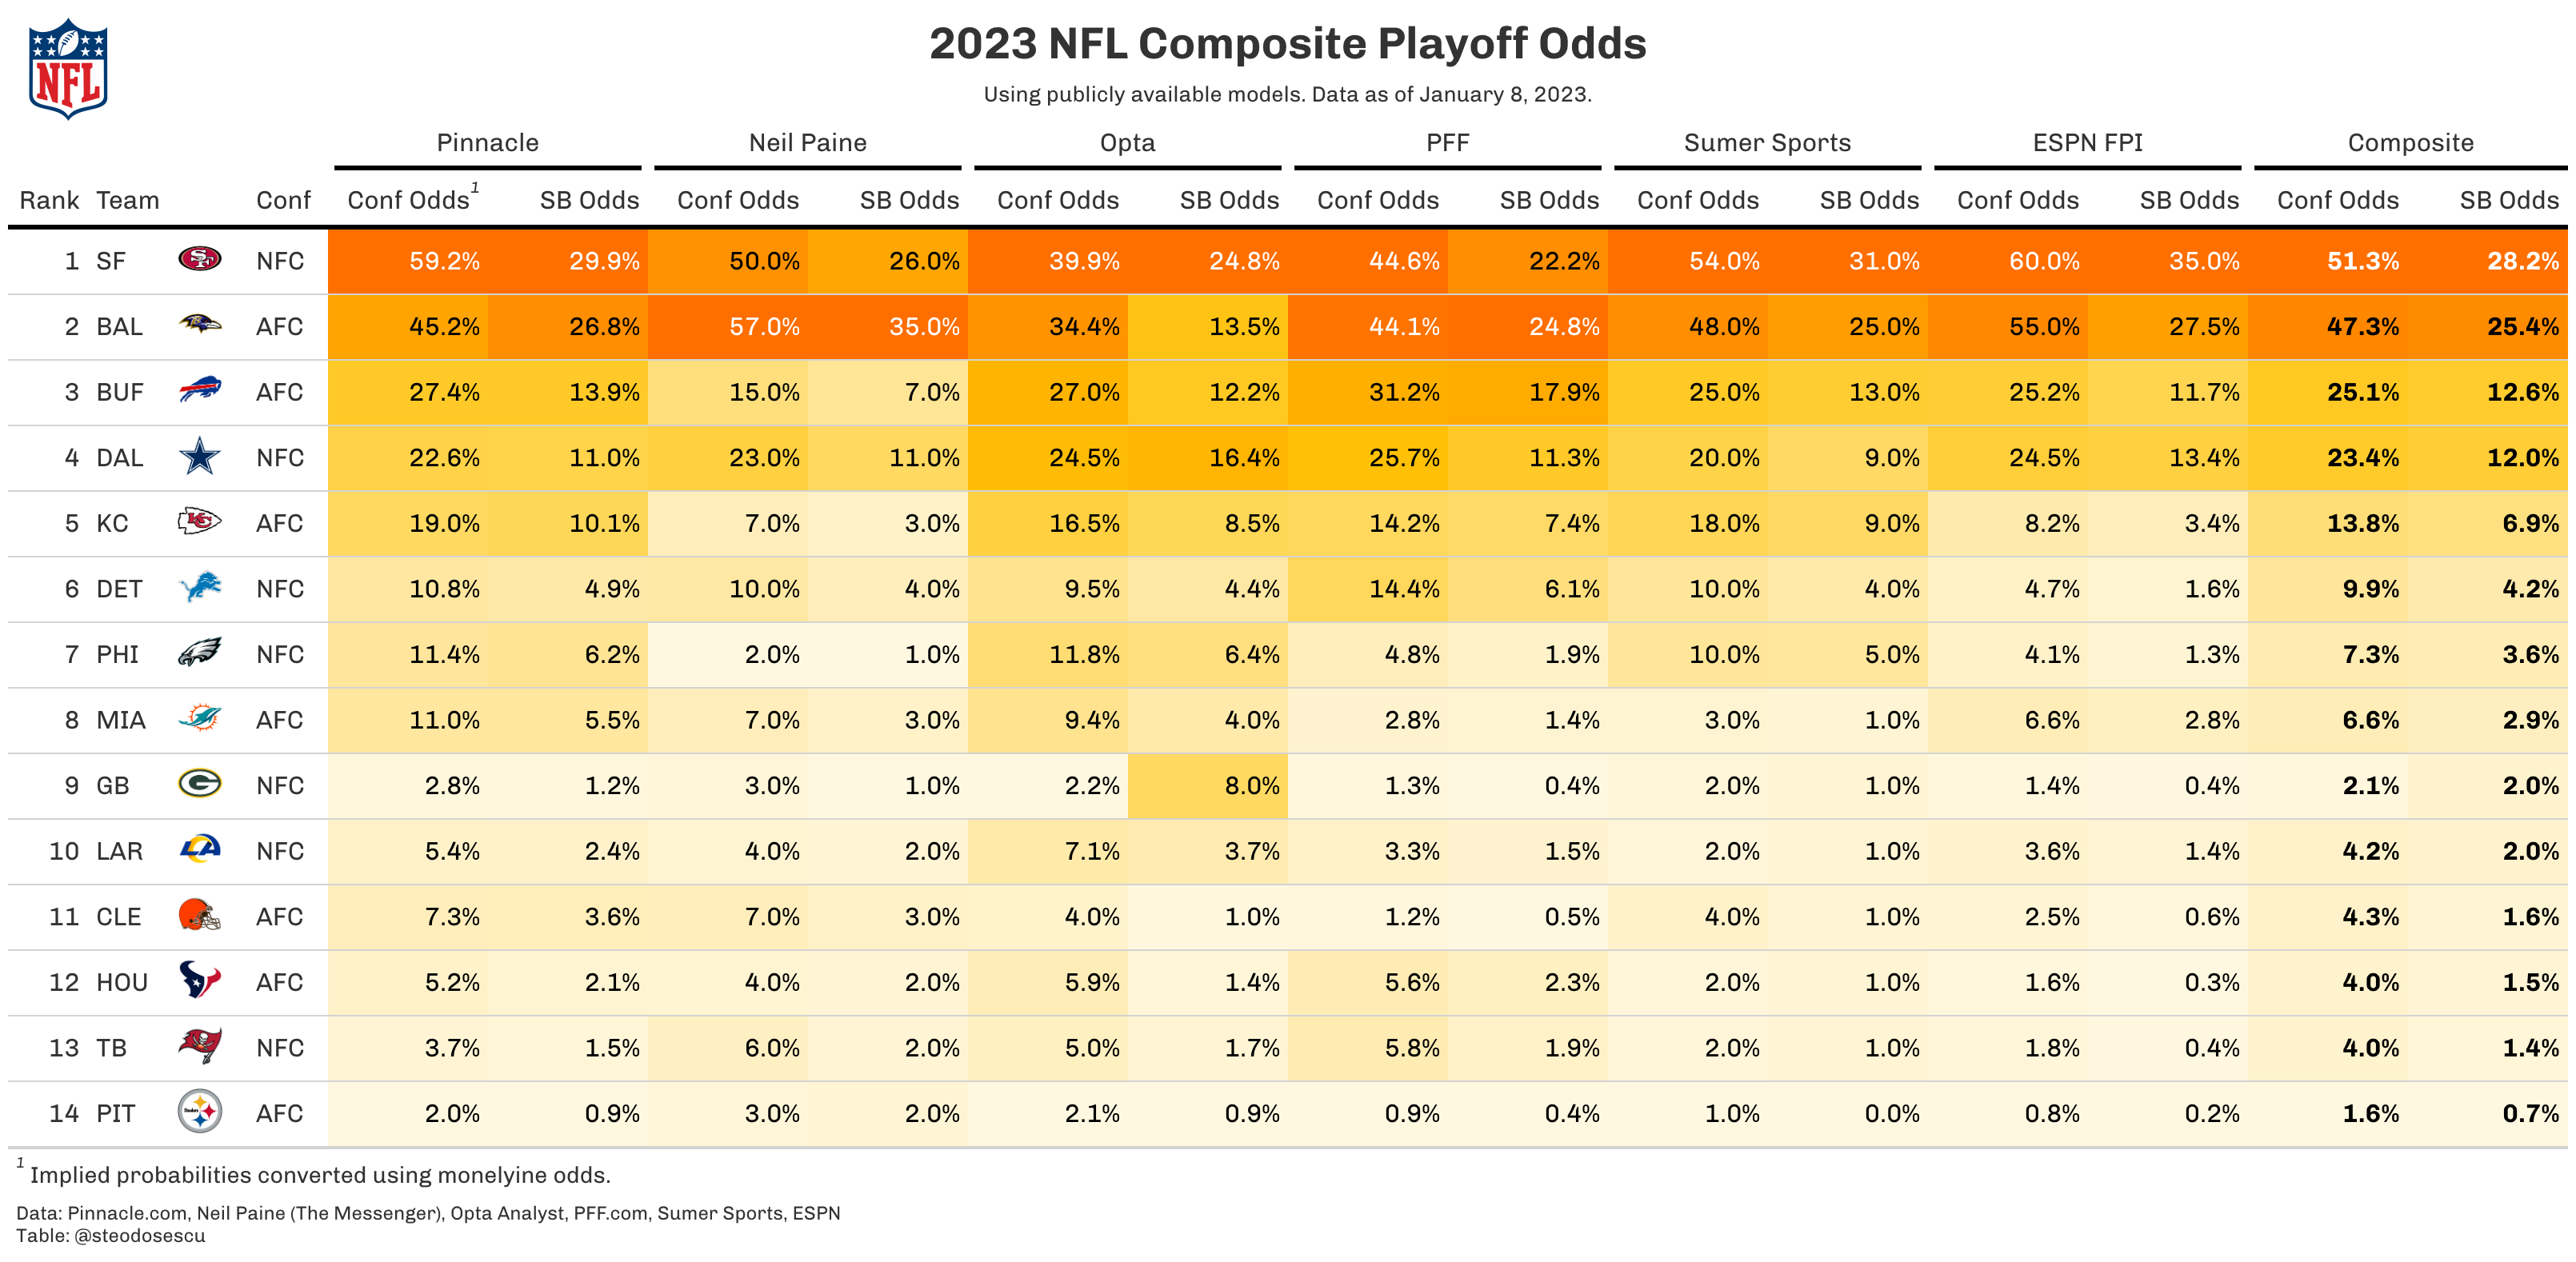 NFL
2023 NFL Composite Playoff Odds
Using publicly available models. Data as of January 8, 2023.
Pinnacle Neil Paine Opta PFF Sumer Sports ESPN FPI Composite
Rank Team Conf Conf Odds1 SB Odds Conf Odds SB Odds Conf Odds SB Odds Conf Odds SB Odds Conf Odds SB Odds Conf Odds SB Odds Conf Odds SB Odds
1 SF NFC 59.2% 29.9% 50.0% 26.0% 39.9% 24.8% 44.6% 22.2% 54.0% 31.0% 60.0% 35.0% 51.3% 28.2%
2 BAL AFC 45.2% 26.8% 57.0% 35.0% 34.4% 13.5% 44.1% 24.8% 48.0% 25.0% 55.0% 27.5% 47.3% 25.4%
3 BUF AFC 27.4% 13.9% 15.0% 7.0% 27.0% 12.2% 31.2% 17.9% 25.0% 13.0% 25.2% 11.7% 25.1% 12.6%
4 DAL NFC 22.6% 11.0% 23.0% 11.0% 24.5% 16.4% 25.7% 11.3% 20.0% 9.0% 24.5% 13.4% 23.4% 12.0%
5 KC AFC 19.0% 10.1% 7.0% 3.0% 16.5% 8.5% 14.2% 7.4% 18.0% 9.0% 8.2% 3.4% 13.8% 6.9%
6 DET NFC 10.8% 4.9% 10.0% 4.0% 9.5% 4.4% 14.4% 6.1% 10.0% 4.0% 4.7% 1.6% 9.9% 4.2%
7 PHI NFC 11.4% 6.2% 2.0% 1.0% 11.8% 6.4% 4.8% 1.9% 10.0% 5.0% 4.1% 1.3% 7.3% 3.6%
8 MIA AFC 11.0% 5.5% 7.0% 3.0% 9.4% 4.0% 2.8% 1.4% 3.0% 1.0% 6.6% 2.8% 6.6% 2.9%
9 GB NFC 2.8% 1.2% 3.0% 1.0% 2.2% 8.0% 1.3% 0.4% 2.0% 1.0% 1.4% 0.4% 2.1% 2.0%
10 LAR NFC 5.4% 2.4% 4.0% 2.0% 7.1% 3.7% 3.3% 1.5% 2.0% 1.0% 3.6% 1.4% 4.2% 2.0%
11 CLE AFC 7.3% 3.6% 7.0% 3.0% 4.0% 1.0% 1.2% 0.5% 4.0% 1.0% 2.5% 0.6% 4.3% 1.6%
12 HOU AFC 5.2% 2.1% 4.0% 2.0% 5.9% 1.4% 5.6% 2.3% 2.0% 1.0% 1.6% 0.3% 4.0% 1.5%
13 TB NFC 3.7% 1.5% 6.0% 2.0% 5.0% 1.7% 5.8% 1.9% 2.0% 1.0% 1.8% 0.4% 4.0% 1.4%
14 PIT AFC 2.0% 0.9% 3.0% 2.0% 2.1% 0.9% 0.9% 0.4% 1.0% 0.0% 0.8% 0.2% 1.6% 0.7%
1 Implied probabilities converted using monelyine odds.
Data: Pinnacle.com, Neil Paine (The Messenger), Opta Analyst, PFF.com, Sumer Sports, ESPN
Table: @steodosescu